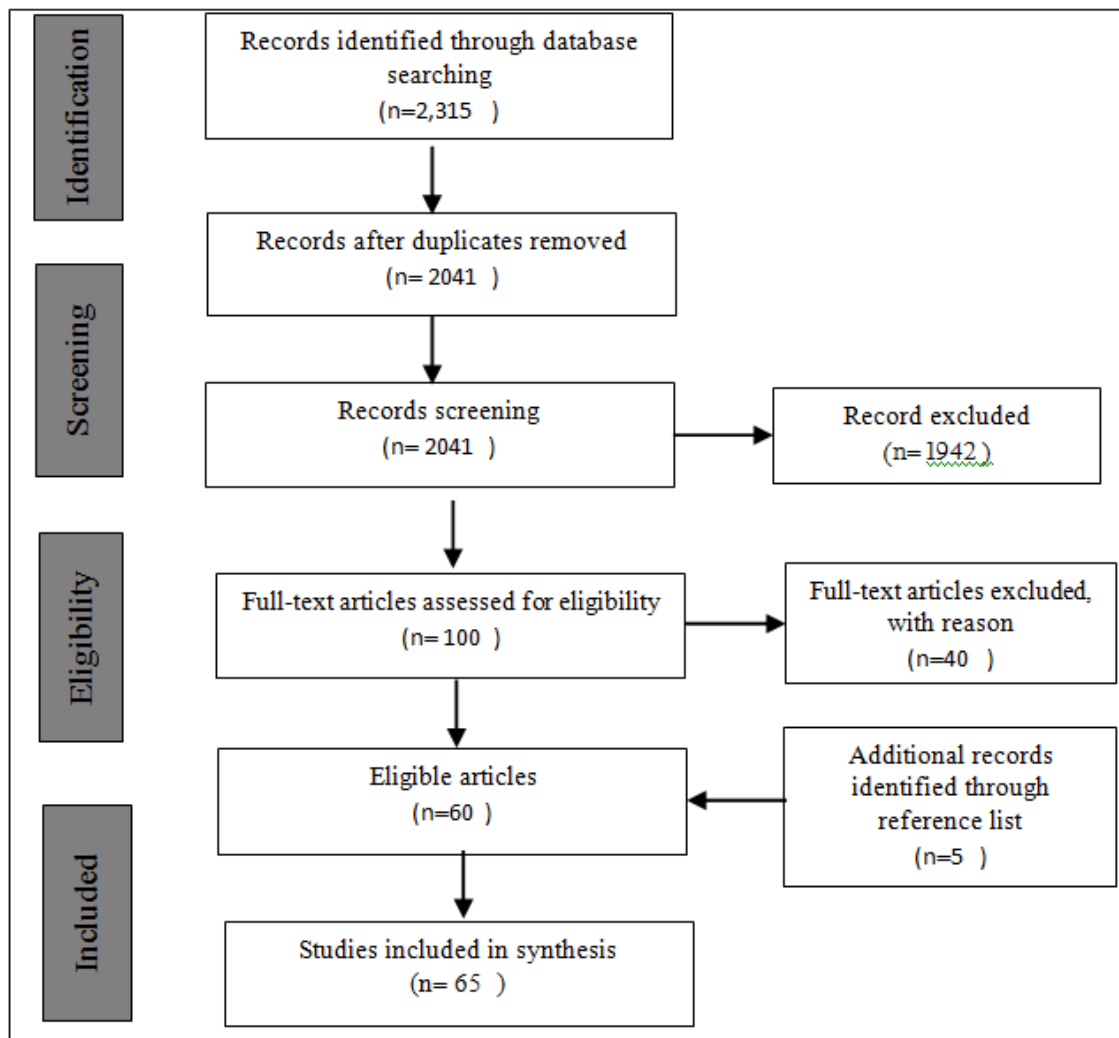 Identification
Records identified through database
searching
(n=2,315 )
Records after duplicates removed
(n= 2041 )
Screening
Records screening
(n= 2041 )
Record excluded
(n= 1942 )
Eligibility
Full-text articles assessed for eligibility
(n= 100 )
Full-text articles excluded,
with reason
(n=40 )
Eligible articles
(n=60 )
Additional records
identified through
reference list
(n=5 )
Included
Studies included in synthesis
(n= 65 )